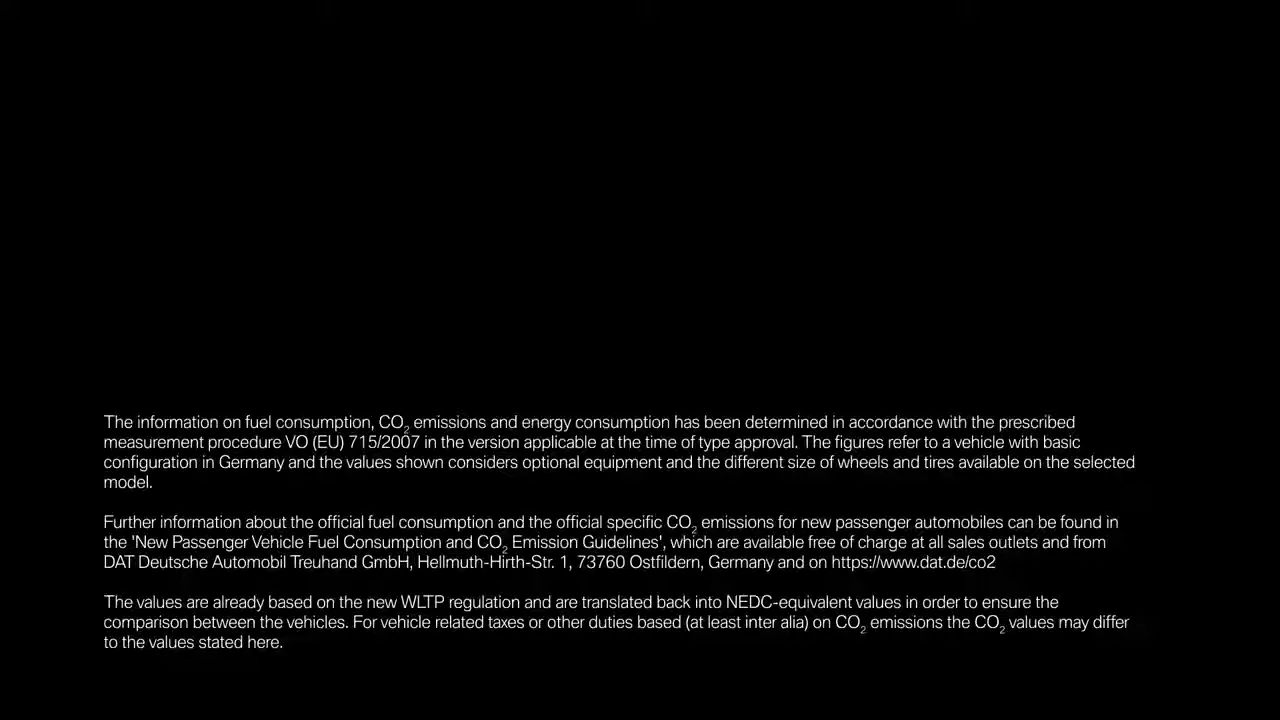 The information on fuel consumption, CO₂ emissions and energy consumption has been determined in accordance with the prescribed
measurement procedure VO (EU) 715/2007 in the version applicable at the time of type approval. The figures refer to a vehicle with basic
configuration in Germany and the values shown considers optional equipment and the different size of wheels and tires available on the selected
model.
Further information about the official fuel consumption and the official specific CO₂ emissions for new passenger automobiles can be found in
the 'New Passenger Vehicle Fuel Consumption and CO₂ Emission Guidelines', which are available free of charge at all sales outlets and from
DAT Deutsche Automobil Treuhand GmbH, Hellmuth-Hirth-Str. 1, 73760 Ostfildern, Germany and on https://www.dat.de/co2
The values are already based on the new WLTP regulation and are translated back into NEDC-equivalent values in order to ensure the
comparison between the vehicles. For vehicle related taxes or other duties based (at least inter alia) on CO₂ emissions the CO₂ values may differ
to the values stated here.